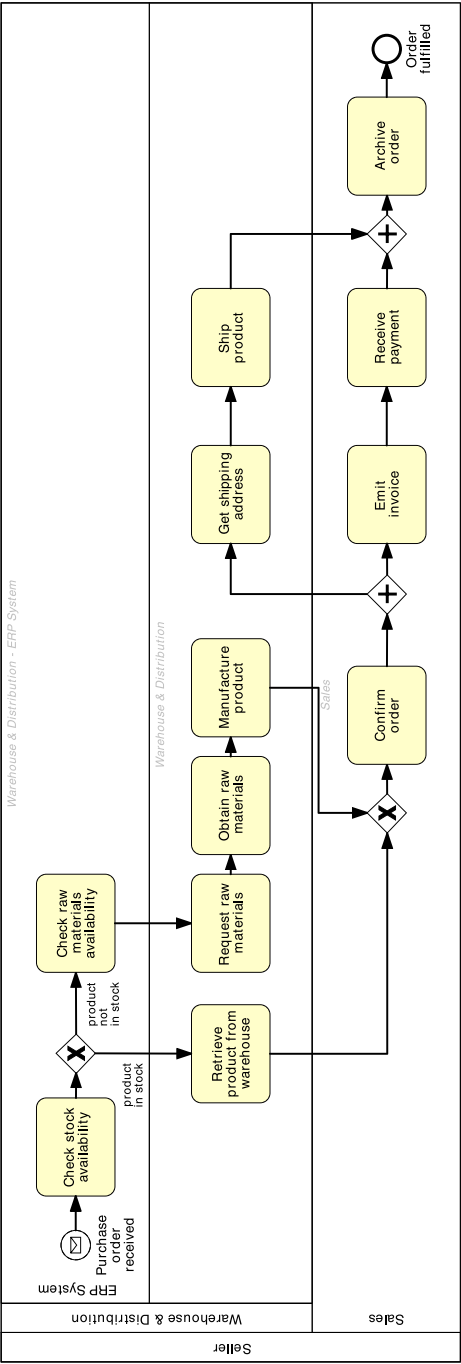 Seller
Warehouse & Distribution
Sales
ERP System
Warehouse & Distribution - ERP System
Warehouse & Distribution
Sales
Purchase
order
received
Check stock
availability
product
in stock
product
not
in stock
Check raw
materials
availability
Retrieve
product from
warehouse
Request raw
materials
Obtain raw
materials
Manufacture
product
Confirm
order
Get shipping
address
Ship
product
Emit
invoice
Receive
payment
Archive
order
Order
fulfilled